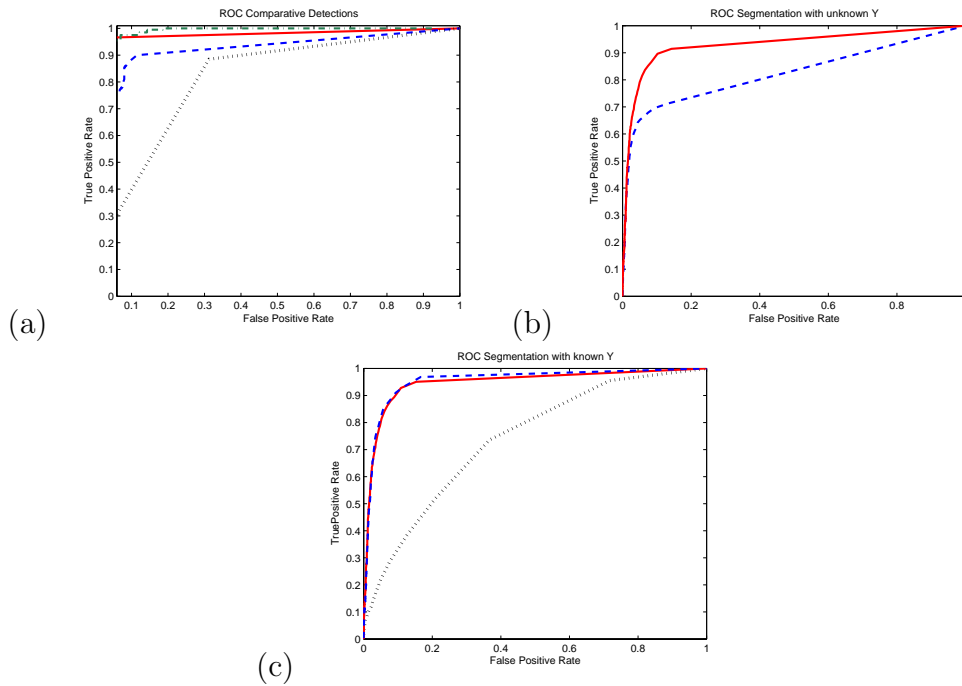 ROC Comparative Detections
1
0.9
0.8
0.7
0.6
0.5
0.4
0.3
0.2
0.1
0
True Positive Rate
0.1 0.2 0.3 0.4 0.5 0.6 0.7 0.8 0.9 1
False Positive Rate
(a)
ROC Segmentation with unknown Y
1
0.9
0.8
0.7
0.6
0.5
0.4
0.3
0.2
0.1
0
True Positive Rate
0 0.2 0.4 0.6 0.8
False Positive Rate
(b)
ROC Segmentation with known Y
1
0.9
0.8
0.7
0.6
0.5
0.4
0.3
0.2
0.1
0
TruePositive Rate
0 0.2 0.4 0.6 0.8 1
False Positive Rate
(c)